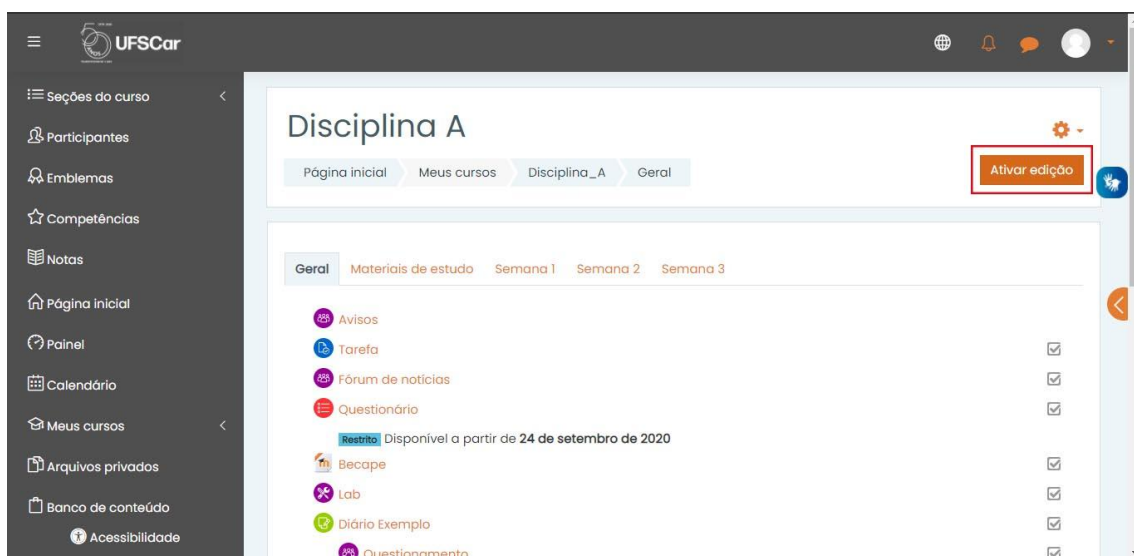 UFSCar
Seções do curso
Participantes
Emblemas
Competências
Notas
Página inicial
Painel
Calendário
Meus cursos
Arquivos privados
Banco de conteúdo
Acessibilidade
Disciplina A
Página inicial Meus cursos Disciplina_A Geral
Ativar edição
Geral Materiais de estudo Semana 1 Semana 2 Semana 3
Avisos
Tarefa
Fórum de notícias
Questionário
Restrito Disponível a partir de 24 de setembro de 2020
Becape
Lab
Diário Exemplo
Questionamento